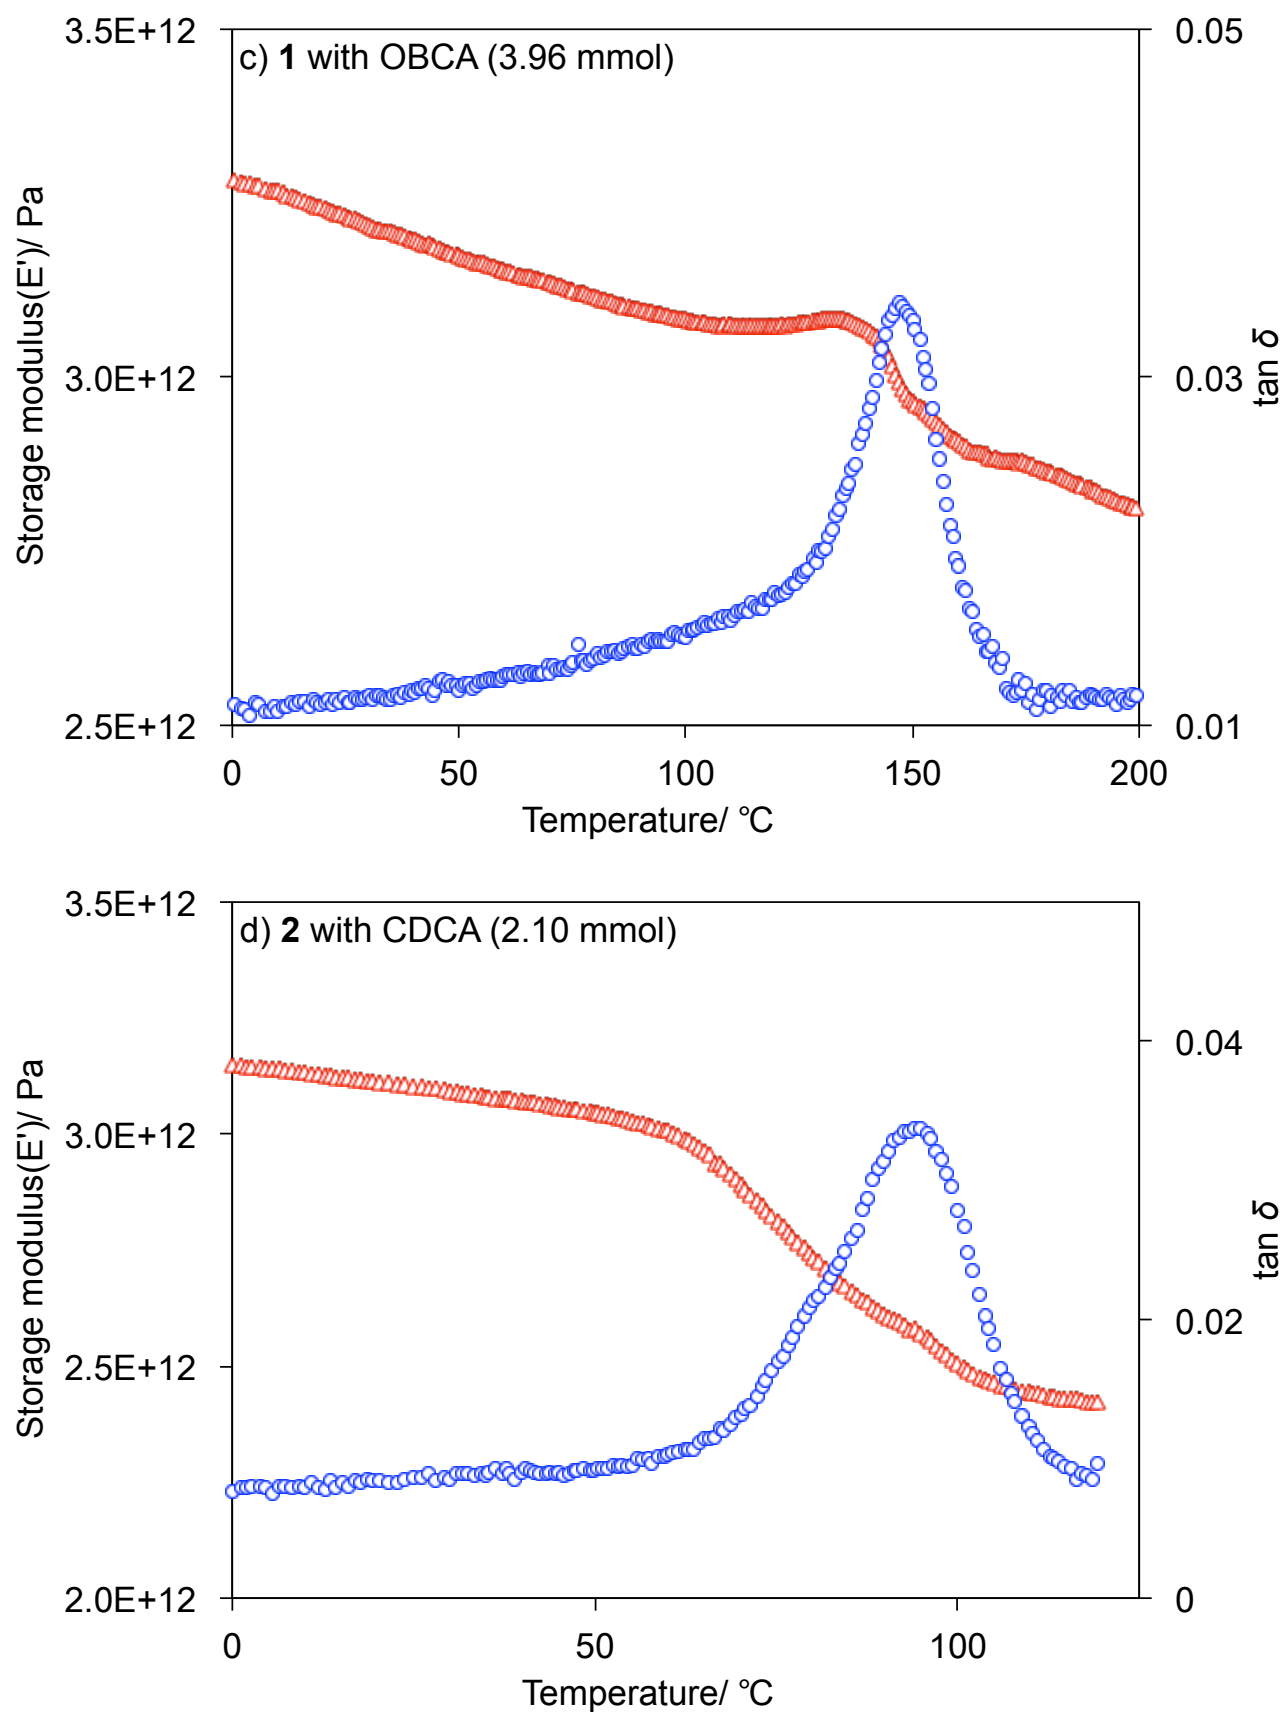 3.5E+12
0.05
c) 1 with OBCA (3.96 mmol)
Storage modulus(E')/ Pa
3.0E+12
0.03
tan δ
2.5E+12
0.01
0 50 100 150 200
Temperature/ °C
3.5E+12
d) 2 with CDCA (2.10 mmol)
0.04
Storage modulus(E')/ Pa
3.0E+12
tan δ
0.02
2.5E+12
2.0E+12
0
0 50 100
Temperature/ °C